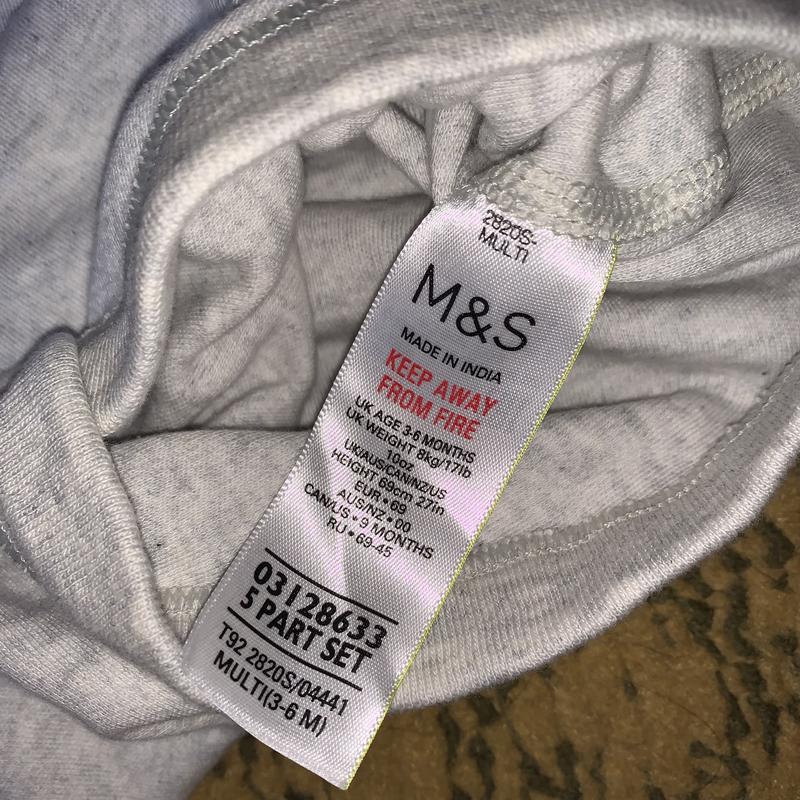 2820S-
MULTI
M&S
MADE IN INDIA
KEEP AWAY
FROM FIRE
UK AGE 3-6 MONTHS
UK WEIGHT 8kg/17lb
10oz
UK/AUS/CAN/NZ/US
HEIGHT 69cm 27in
EUR • 69
AUS/NZ • 00
CAN/US • 9 MONTHS
RU • 69-45
03128633
5 PART SET
T92 2820S/04441
MULTI(3-6 M)